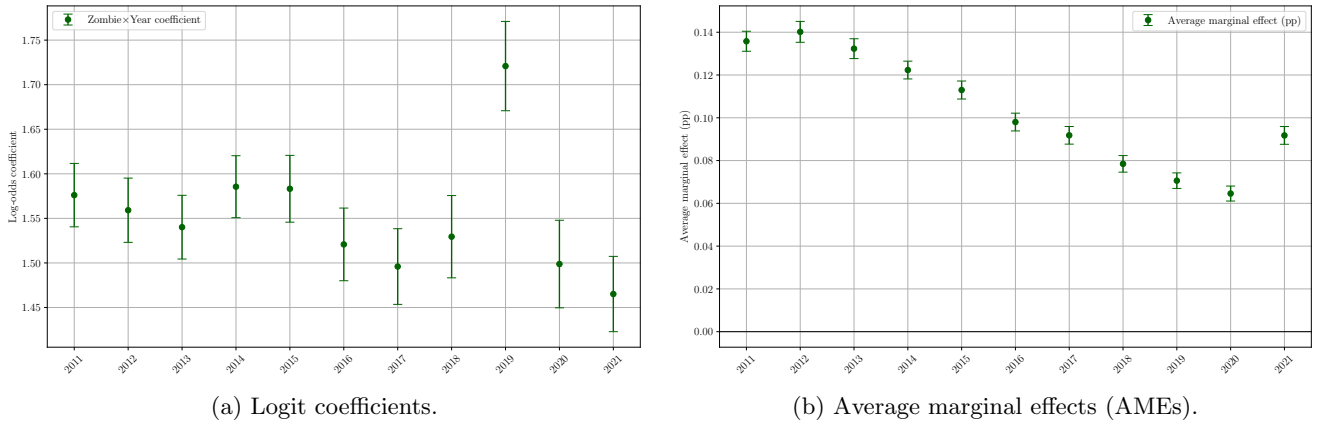 Zombie×Year coefficient
Log-odds coefficient
1.75
1.70
1.65
1.60
1.55
1.50
1.45
2011 2012 2013 2014 2015 2016 2017 2018 2019 2020 2021
(a) Logit coefficients.
Average marginal effect (pp)
Average marginal effect (pp)
0.14
0.12
0.10
0.08
0.06
0.04
0.02
0.00
2011 2012 2013 2014 2015 2016 2017 2018 2019 2020 2021
(b) Average marginal effects (AMEs).